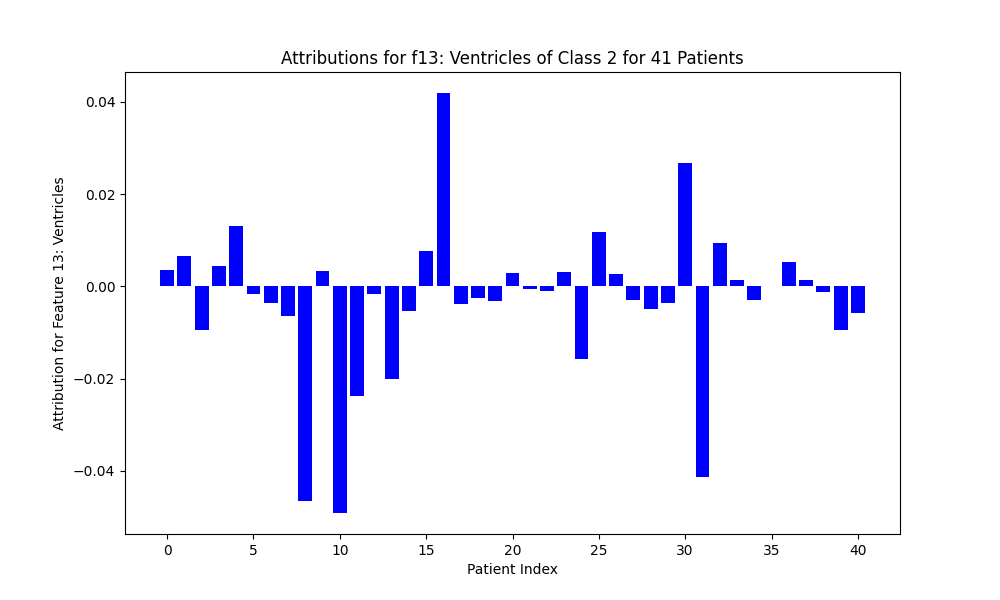 Attributions for f13: Ventricles of Class 2 for 41 Patients
Attribution for Feature 13: Ventricles
0.04
0.02
0.00
−0.02
−0.04
0 5 10 15 20 25 30 35 40
Patient Index